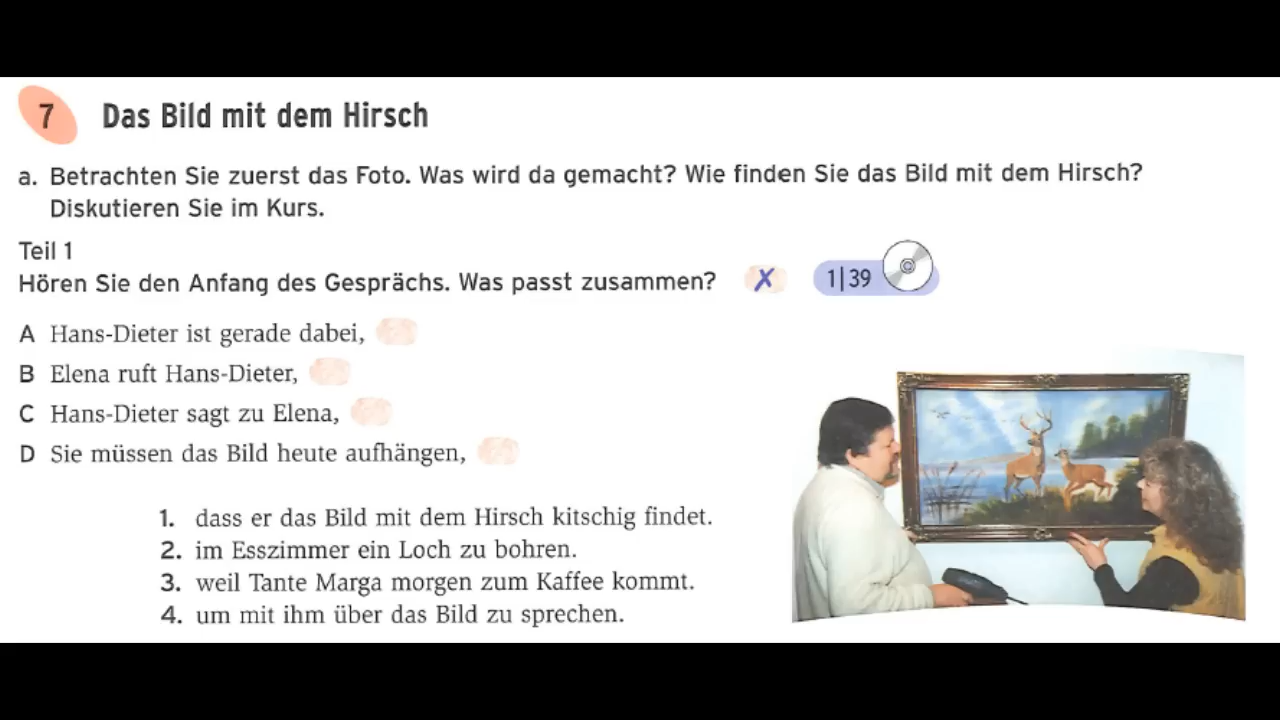 7 Das Bild mit dem Hirsch
a. Betrachten Sie zuerst das Foto. Was wird da gemacht? Wie finden Sie das Bild mit dem Hirsch?
Diskutieren Sie im Kurs.
Teil 1
Hören Sie den Anfang des Gesprächs. Was passt zusammen? X 1|39
A Hans-Dieter ist gerade dabei,
B Elena ruft Hans-Dieter,
C Hans-Dieter sagt zu Elena,
D Sie müssen das Bild heute aufhängen,
1. dass er das Bild mit dem Hirsch kitschig findet.
2. im Esszimmer ein Loch zu bohren.
3. weil Tante Marga morgen zum Kaffee kommt.
4. um mit ihm über das Bild zu sprechen.